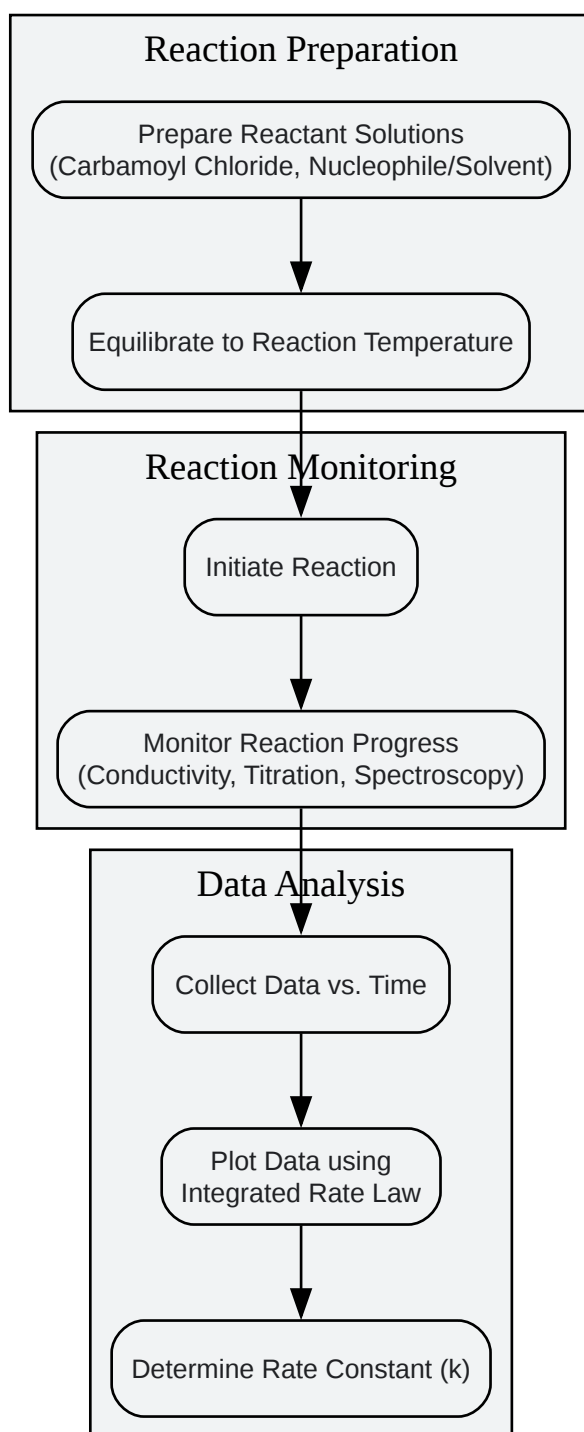 Reaction Preparation
Prepare Reactant Solutions
(Carbamoyl Chloride, Nucleophile/Solvent)
Equilibrate to Reaction Temperature
Reaction Monitoring
Initiate Reaction
Monitor Reaction Progress
(Conductivity, Titration, Spectroscopy)
Data Analysis
Collect Data vs. Time
Plot Data using
Integrated Rate Law
Determine Rate Constant (k)